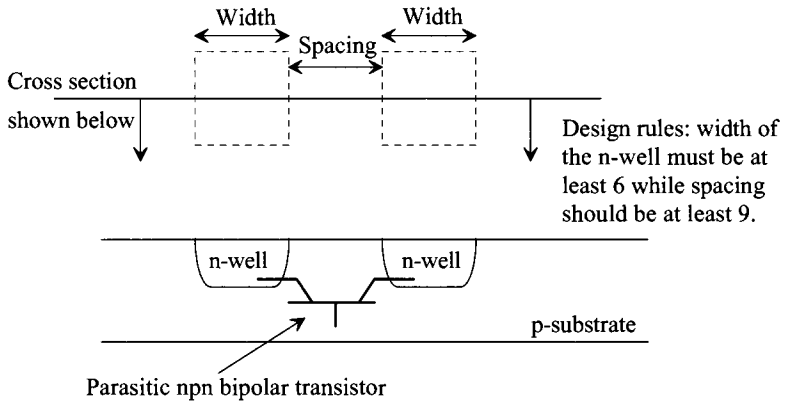 Width
Width
Spacing
Cross section
shown below
Design rules: width of
the n-well must be at
least 6 while spacing
should be at least 9.
n-well
n-well
p-substrate
Parasitic npn bipolar transistor